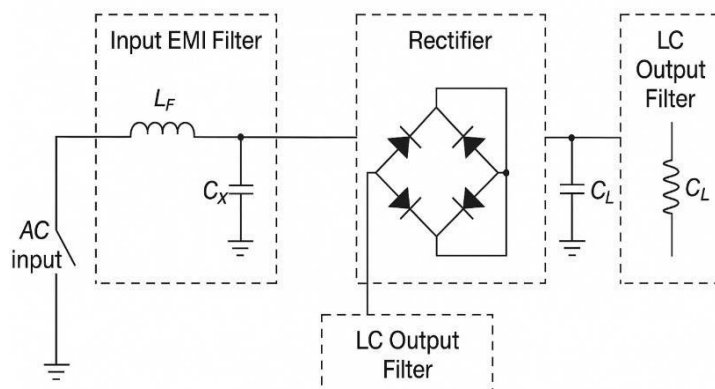 Input EMI Filter
Rectifier
LC
Output
Filter
L_F
C_X
C_L
C_L
AC
input
LC Output
Filter